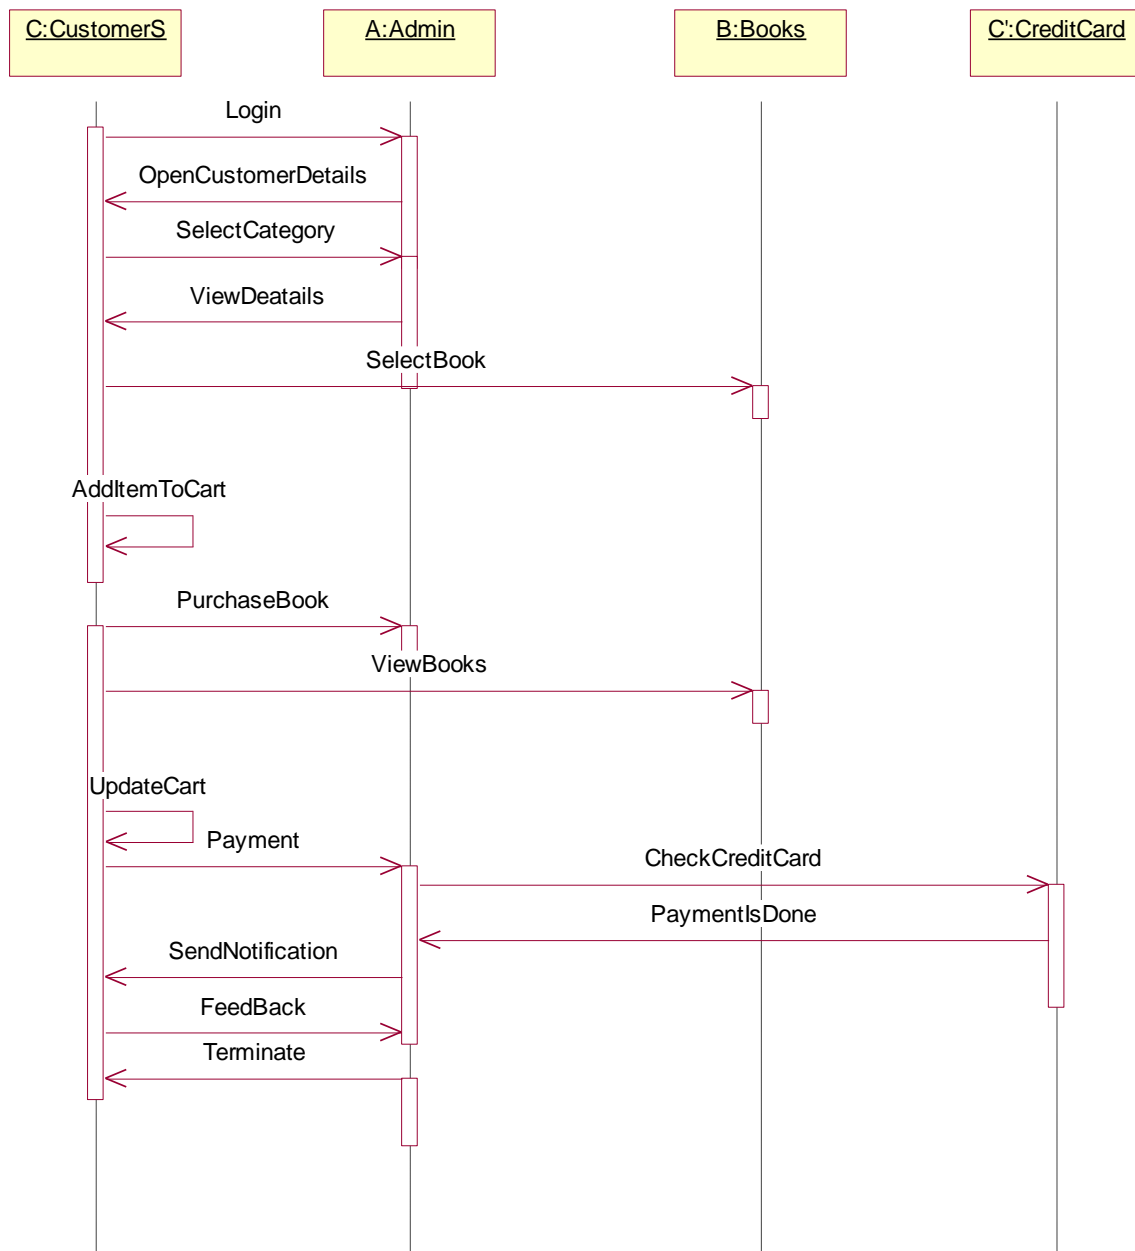 C:CustomerS
A:Admin
B:Books
C':CreditCard
Login
OpenCustomerDetails
SelectCategory
ViewDeatails
SelectBook
AddItemToCart
PurchaseBook
ViewBooks
UpdateCart
Payment
CheckCreditCard
PaymentIsDone
SendNotification
FeedBack
Terminate